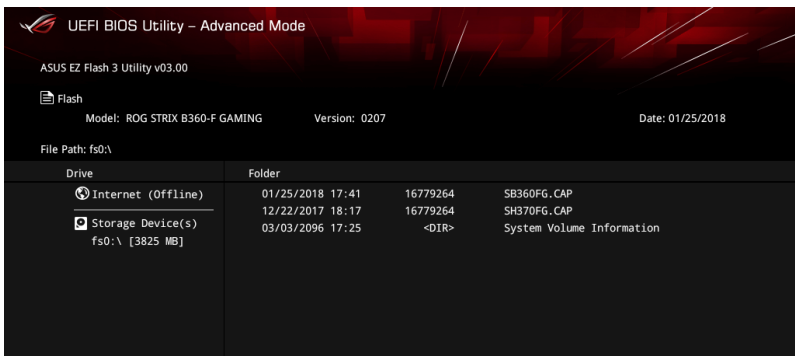 UEFI BIOS Utility – Advanced Mode
ASUS EZ Flash 3 Utility v03.00
Flash
Model: ROG STRIX B360-F GAMING Version: 0207 Date: 01/25/2018
File Path: fs0:\
Drive Folder
Internet (Offline) 01/25/2018 17:41 16779264 SB360FG.CAP
12/22/2017 18:17 16779264 SH370FG.CAP
Storage Device(s)
03/03/2096 17:25 <DIR> System Volume Information
fs0:\ [3825 MB]